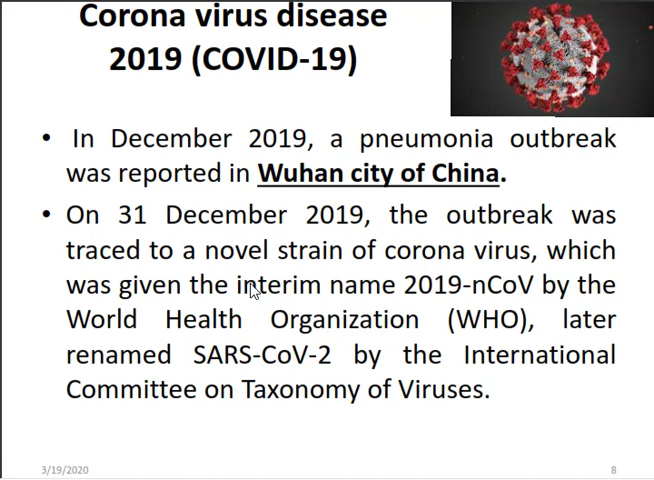 Corona virus disease
2019 (COVID-19)
• In December 2019, a pneumonia outbreak
was reported in Wuhan city of China.
• On 31 December 2019, the outbreak was
traced to a novel strain of corona virus, which
was given the interim name 2019-nCoV by the
World Health Organization (WHO), later
renamed SARS-CoV-2 by the International
Committee on Taxonomy of Viruses.
3/19/2020
8